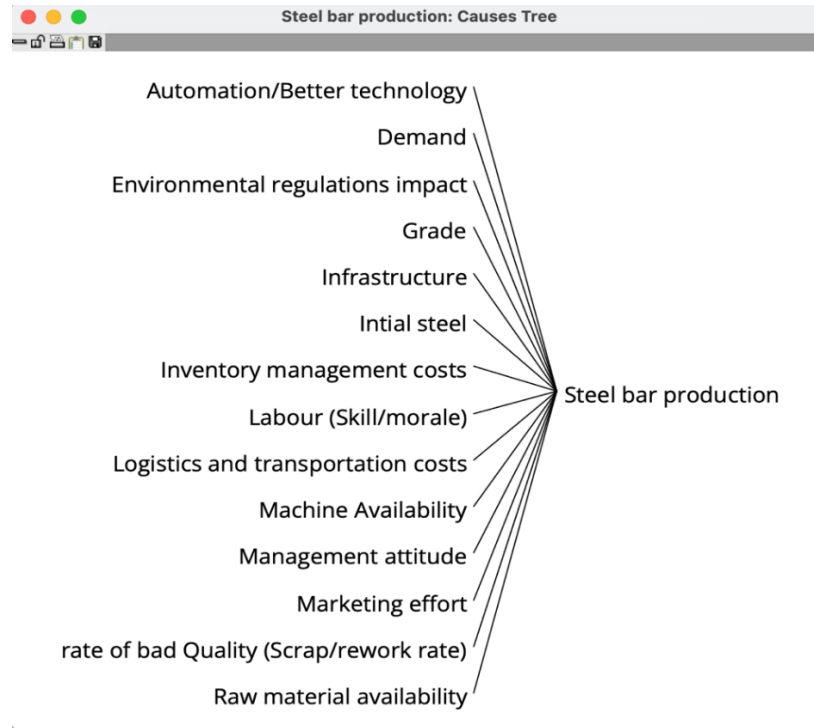 Steel bar production: Causes Tree
Automation/Better technology
Demand
Environmental regulations impact
Grade
Infrastructure
Intial steel
Inventory management costs
Labour (Skill/morale)
Steel bar production
Logistics and transportation costs
Machine Availability
Management attitude
Marketing effort
rate of bad Quality (Scrap/rework rate)
Raw material availability